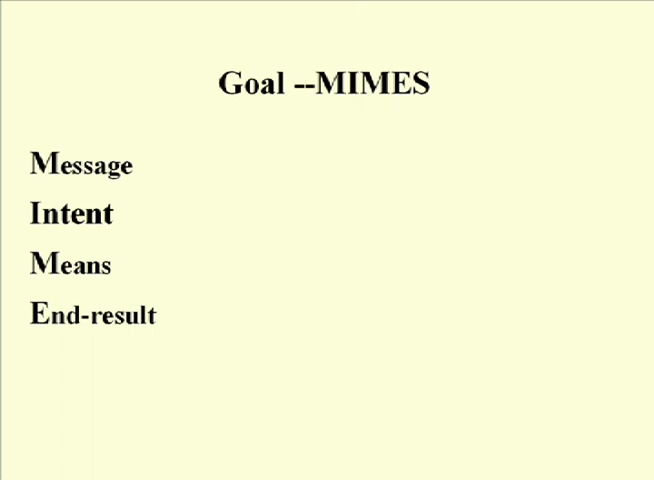 Goal --MIMES
Message
Intent
Means
End-result